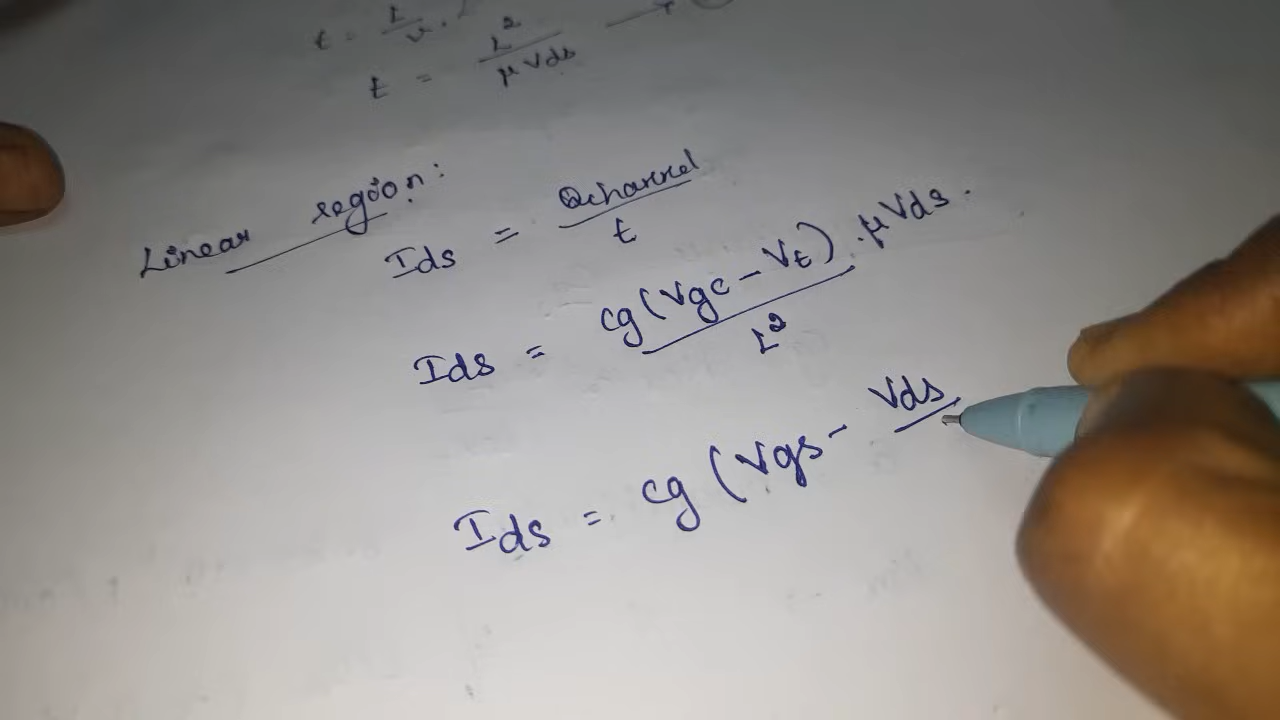 t = L/v .
t = L²/μVds
Linear region:
Ids = Qchannel/t
Ids = cg(Vgc - Vt)/L² . μVds.
Ids = cg(Vgs - Vds/